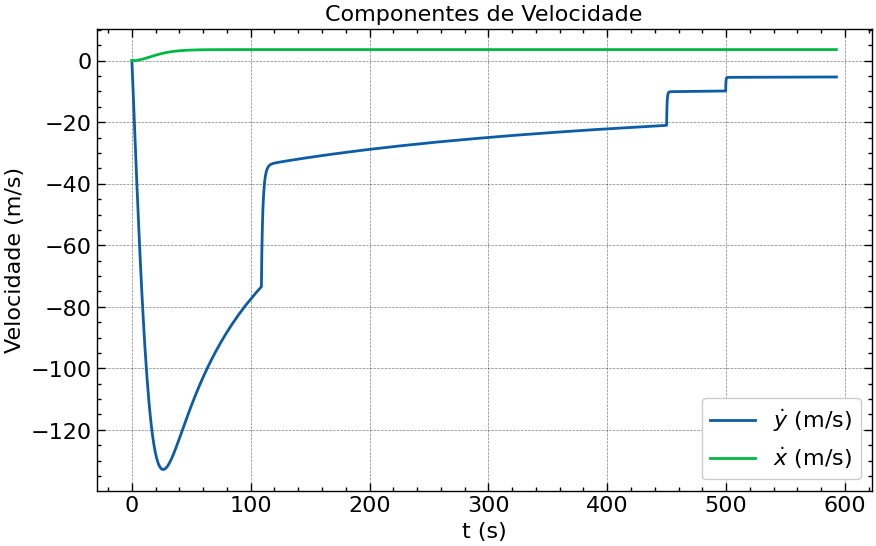 Componentes de Velocidade
Velocidade (m/s)
0
−20
−40
−60
−80
−100
−120
ẏ (m/s)
ẋ (m/s)
0 100 200 300 400 500 600
t (s)